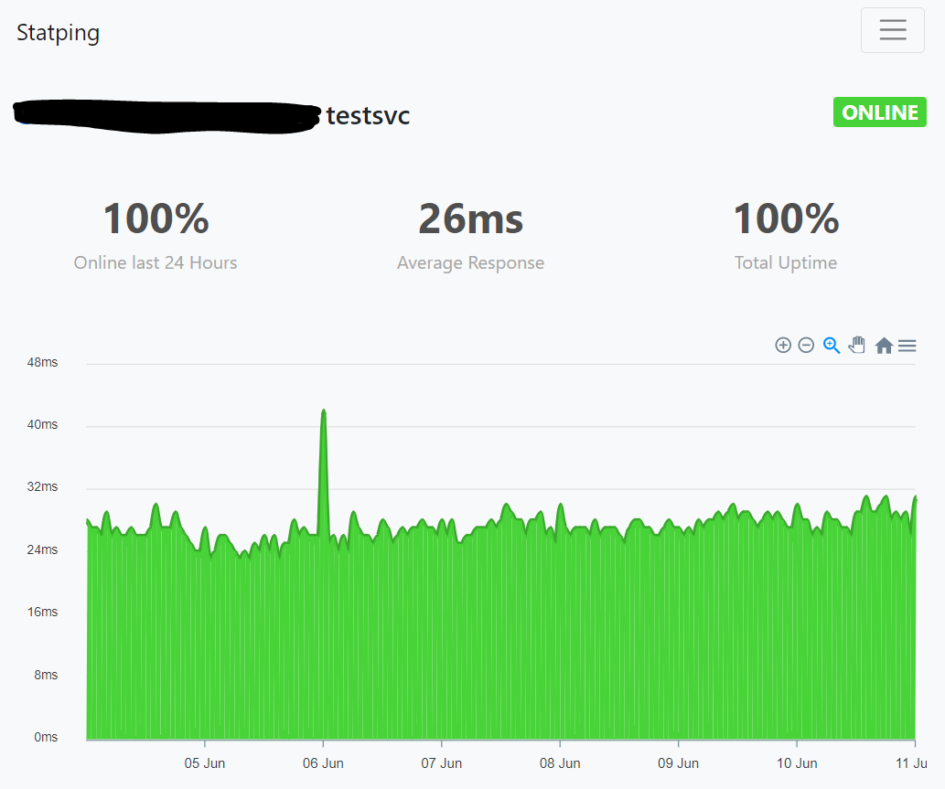 Statping
testsvc
ONLINE
100%
Online last 24 Hours
26ms
Average Response
100%
Total Uptime
48ms
40ms
32ms
24ms
16ms
8ms
0ms
05 Jun
06 Jun
07 Jun
08 Jun
09 Jun
10 Jun
11 Ju